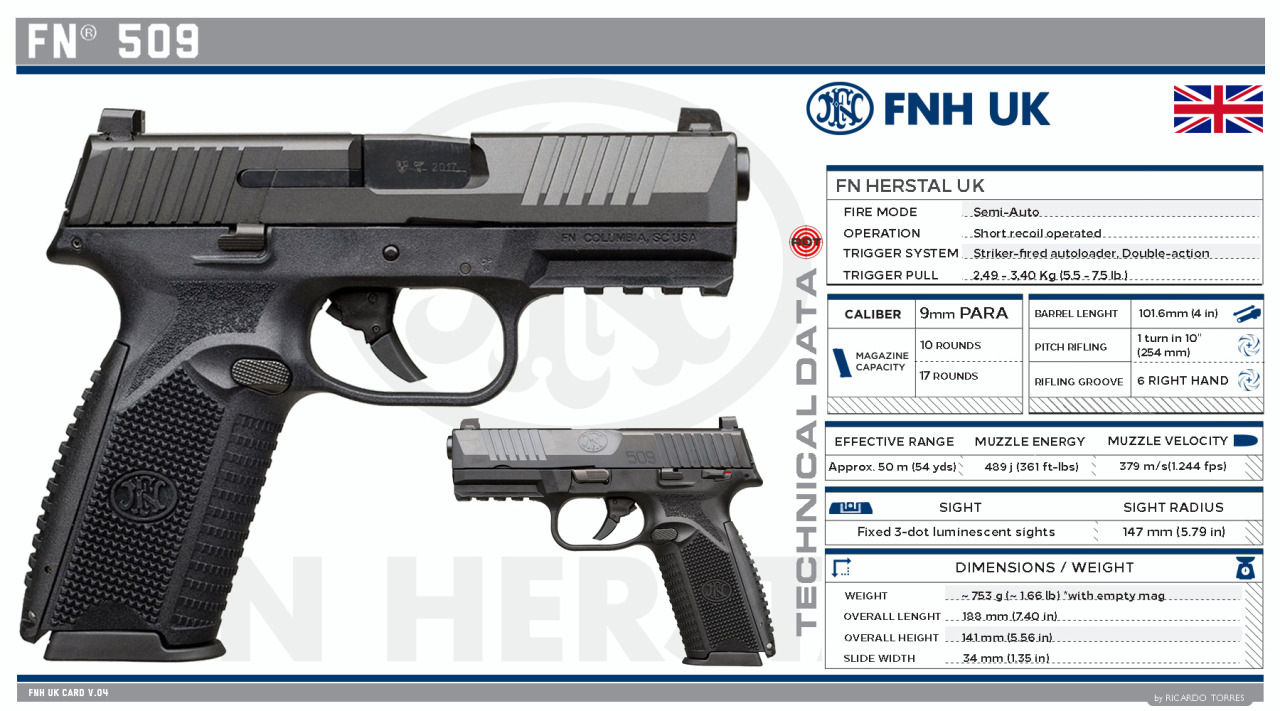 FN® 509
FNH UK
FN HERSTAL UK
FIRE MODE Semi-Auto
OPERATION Short recoil operated
TRIGGER SYSTEM Striker-fired autoloader, Double-action
TRIGGER PULL 2,49 - 3,40 Kg (5.5 - 7.5 lb.)
CALIBER 9mm PARA
MAGAZINE CAPACITY
10 ROUNDS
17 ROUNDS
BARREL LENGHT 101.6mm (4 in)
PITCH RIFLING 1 turn in 10" (254 mm)
RIFLING GROOVE 6 RIGHT HAND
EFFECTIVE RANGE MUZZLE ENERGY MUZZLE VELOCITY
Approx. 50 m (54 yds) 489 j (361 ft-lbs) 379 m/s(1.244 fps)
SIGHT SIGHT RADIUS
Fixed 3-dot luminescent sights 147 mm (5.79 in)
DIMENSIONS / WEIGHT
WEIGHT ~ 753 g (~ 1.66 lb) *with empty mag
OVERALL LENGHT 188 mm (7.40 in)
OVERALL HEIGHT 141 mm (5.56 in)
SLIDE WIDTH 34 mm (1.35 in)
TECHNICAL DATA
RDT
2017
FN COLUMBIA, SC USA
FN
509
FN
N HERSTA
FNH UK CARD V.04
by RICARDO TORRES